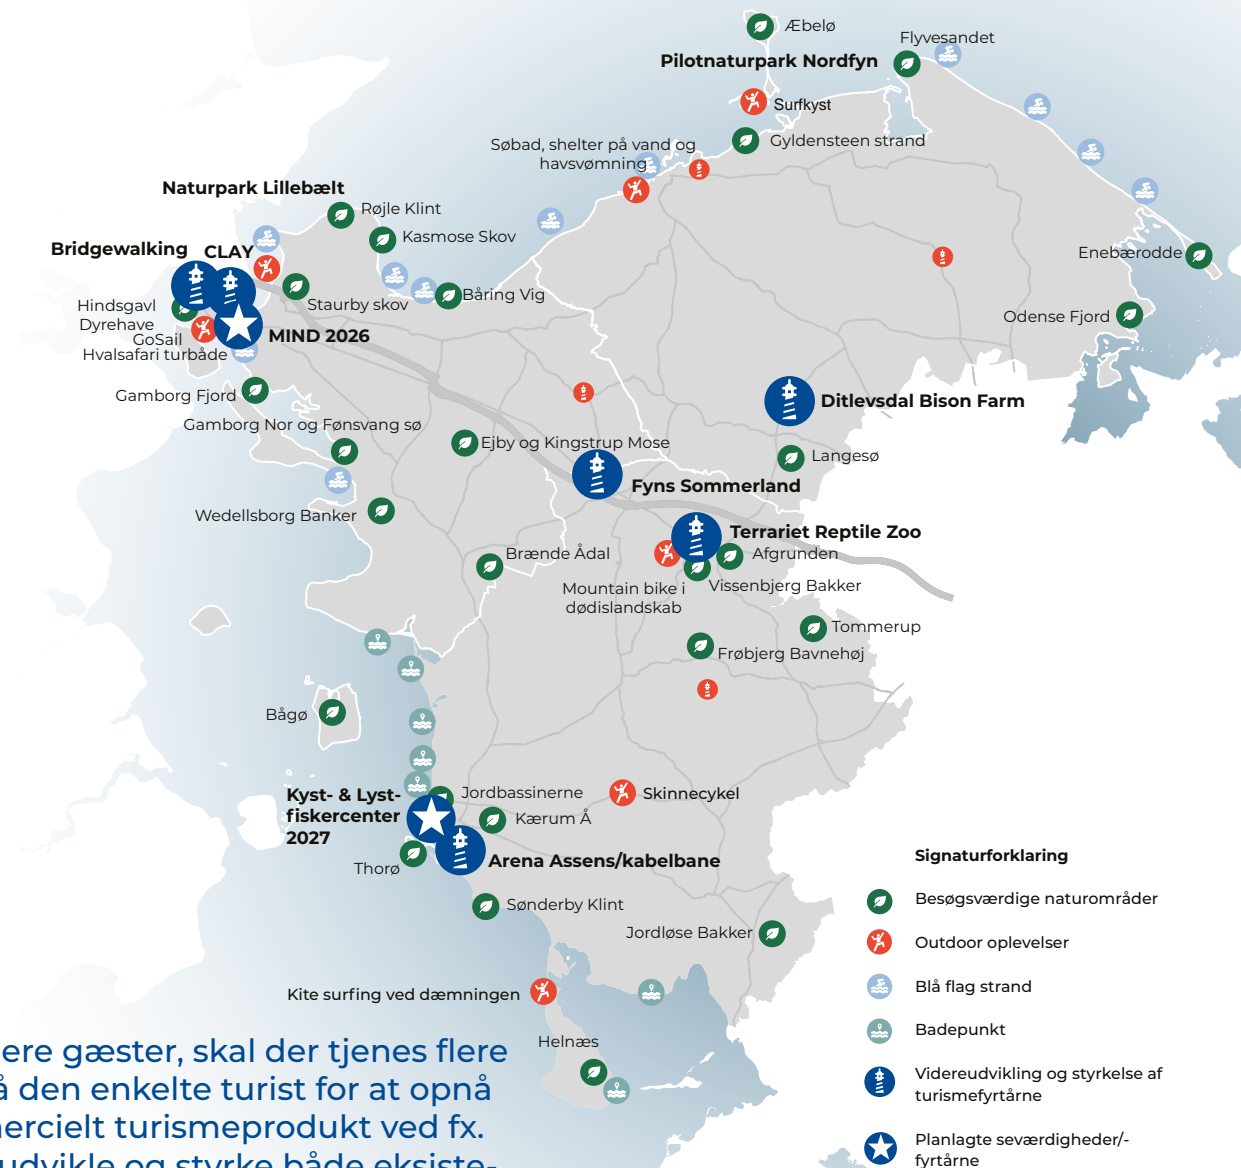 Æbelø
Flyvesandet
Pilotnaturpark Nordfyn
Surfkyst
Gyldensteen strand
Søbad, shelter på vand og
havsvømning
Naturpark Lillebælt
Røjle Klint
Kasmose Skov
Bridgewalking
CLAY
Enebærodde
Staurby skov
Båring Vig
Hindsgavl
Dyrehave
GoSail
Hvalsafari turbåde
MIND 2026
Odense Fjord
Gamborg Fjord
Ditlevsdal Bison Farm
Gamborg Nor og Fønsvang sø
Ejby og Kingstrup Mose
Langesø
Fyns Sommerland
Wedellsborg Banker
Terrariet Reptile Zoo
Brænde Ådal
Afgrunden
Mountain bike i
dødislandskab
Vissenbjerg Bakker
Tommerup
Frøbjerg Bavnehøj
Bågø
Kyst- & Lyst-
fiskercenter
2027
Jordbassinerne
Skinnecykel
Kærum Å
Arena Assens/kabelbane
Thorø
Sønderby Klint
Jordløse Bakker
Kite surfing ved dæmningen
Helnæs
Signaturforklaring
Besøgsværdige naturområder
Outdoor oplevelser
Blå flag strand
Badepunkt
Videreudvikling og styrkelse af
turismefyrtårne
Planlagte seværdigheder/-
fyrtårne
ere gæster, skal der tjenes flere
å den enkelte turist for at opnå
ercielt turismeprodukt ved fx.
udvikle og styrke både eksiste-